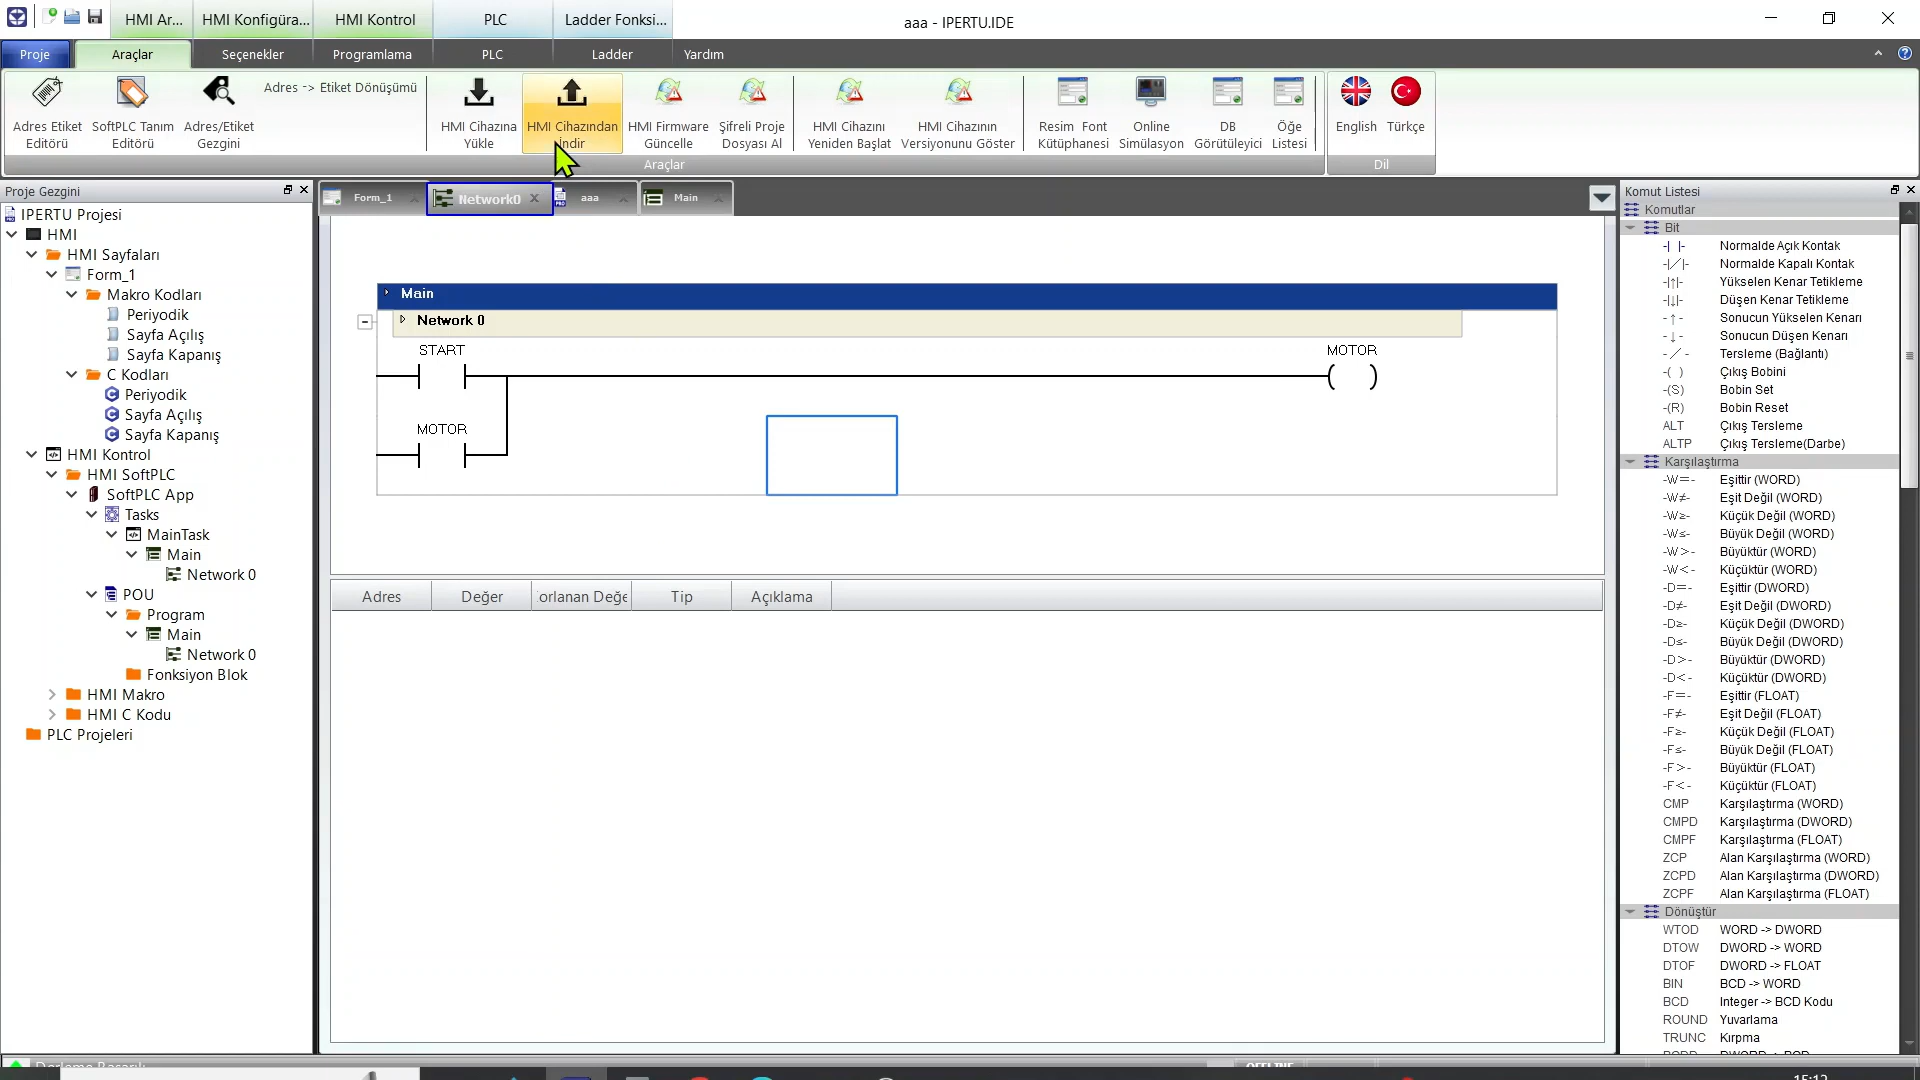 HMI Ar...
HMI Konfigüra...
HMI Kontrol
PLC
Ladder Fonksi...
aaa - IPERTU.IDE
Proje
Araçlar
Seçenekler
Programlama
PLC
Ladder
Yardım
Adres Etiket
Editörü
SoftPLC Tanım
Editörü
Adres/Etiket
Gezgini
Adres -> Etiket Dönüşümü
HMI Cihazına
Yükle
HMI Cihazından
İndir
HMI Firmware
Güncelle
Şifreli Proje
Dosyası Al
HMI Cihazını
Yeniden Başlat
HMI Cihazının
Versiyonunu Göster
Resim Font
Kütüphanesi
Online
Simülasyon
DB
Görütüleyici
Öğe
Listesi
English
Türkçe
Araçlar
Dil
Proje Gezgini
IPERTU Projesi
HMI
HMI Sayfaları
Form_1
Makro Kodları
Periyodik
Sayfa Açılış
Sayfa Kapanış
C Kodları
Periyodik
Sayfa Açılış
Sayfa Kapanış
HMI Kontrol
HMI SoftPLC
SoftPLC App
Tasks
MainTask
Main
Network 0
POU
Program
Main
Network 0
Fonksiyon Blok
HMI Makro
HMI C Kodu
PLC Projeleri
Form_1
Network0
aaa
Main
Main
Network 0
START
MOTOR
MOTOR
Adres
Değer
orlanan Değe
Tip
Açıklama
Komut Listesi
Komutlar
Bit
-| |- Normalde Açık Kontak
-|/|- Normalde Kapalı Kontak
-|↑|- Yükselen Kenar Tetikleme
-|↓|- Düşen Kenar Tetikleme
-↑- Sonucun Yükselen Kenarı
-↓- Sonucun Düşen Kenarı
-/- Tersleme (Bağlantı)
-( ) Çıkış Bobini
-(S) Bobin Set
-(R) Bobin Reset
ALT Çıkış Tersleme
ALTP Çıkış Tersleme(Darbe)
Karşılaştırma
-W=- Eşittir (WORD)
-W≠- Eşit Değil (WORD)
-W≥- Küçük Değil (WORD)
-W≤- Büyük Değil (WORD)
-W>- Büyüktür (WORD)
-W<- Küçüktür (WORD)
-D=- Eşittir (DWORD)
-D≠- Eşit Değil (DWORD)
-D≥- Küçük Değil (DWORD)
-D≤- Büyük Değil (DWORD)
-D>- Büyüktür (DWORD)
-D<- Küçüktür (DWORD)
-F=- Eşittir (FLOAT)
-F≠- Eşit Değil (FLOAT)
-F≥- Küçük Değil (FLOAT)
-F≤- Büyük Değil (FLOAT)
-F>- Büyüktür (FLOAT)
-F<- Küçüktür (FLOAT)
CMP Karşılaştırma (WORD)
CMPD Karşılaştırma (DWORD)
CMPF Karşılaştırma (FLOAT)
ZCP Alan Karşılaştırma (WORD)
ZCPD Alan Karşılaştırma (DWORD)
ZCPF Alan Karşılaştırma (FLOAT)
Dönüştür
WTOD WORD -> DWORD
DTOW DWORD -> WORD
DTOF DWORD -> FLOAT
BIN BCD -> WORD
BCD Integer -> BCD Kodu
ROUND Yuvarlama
TRUNC Kırpma
OFFLINE
15:12